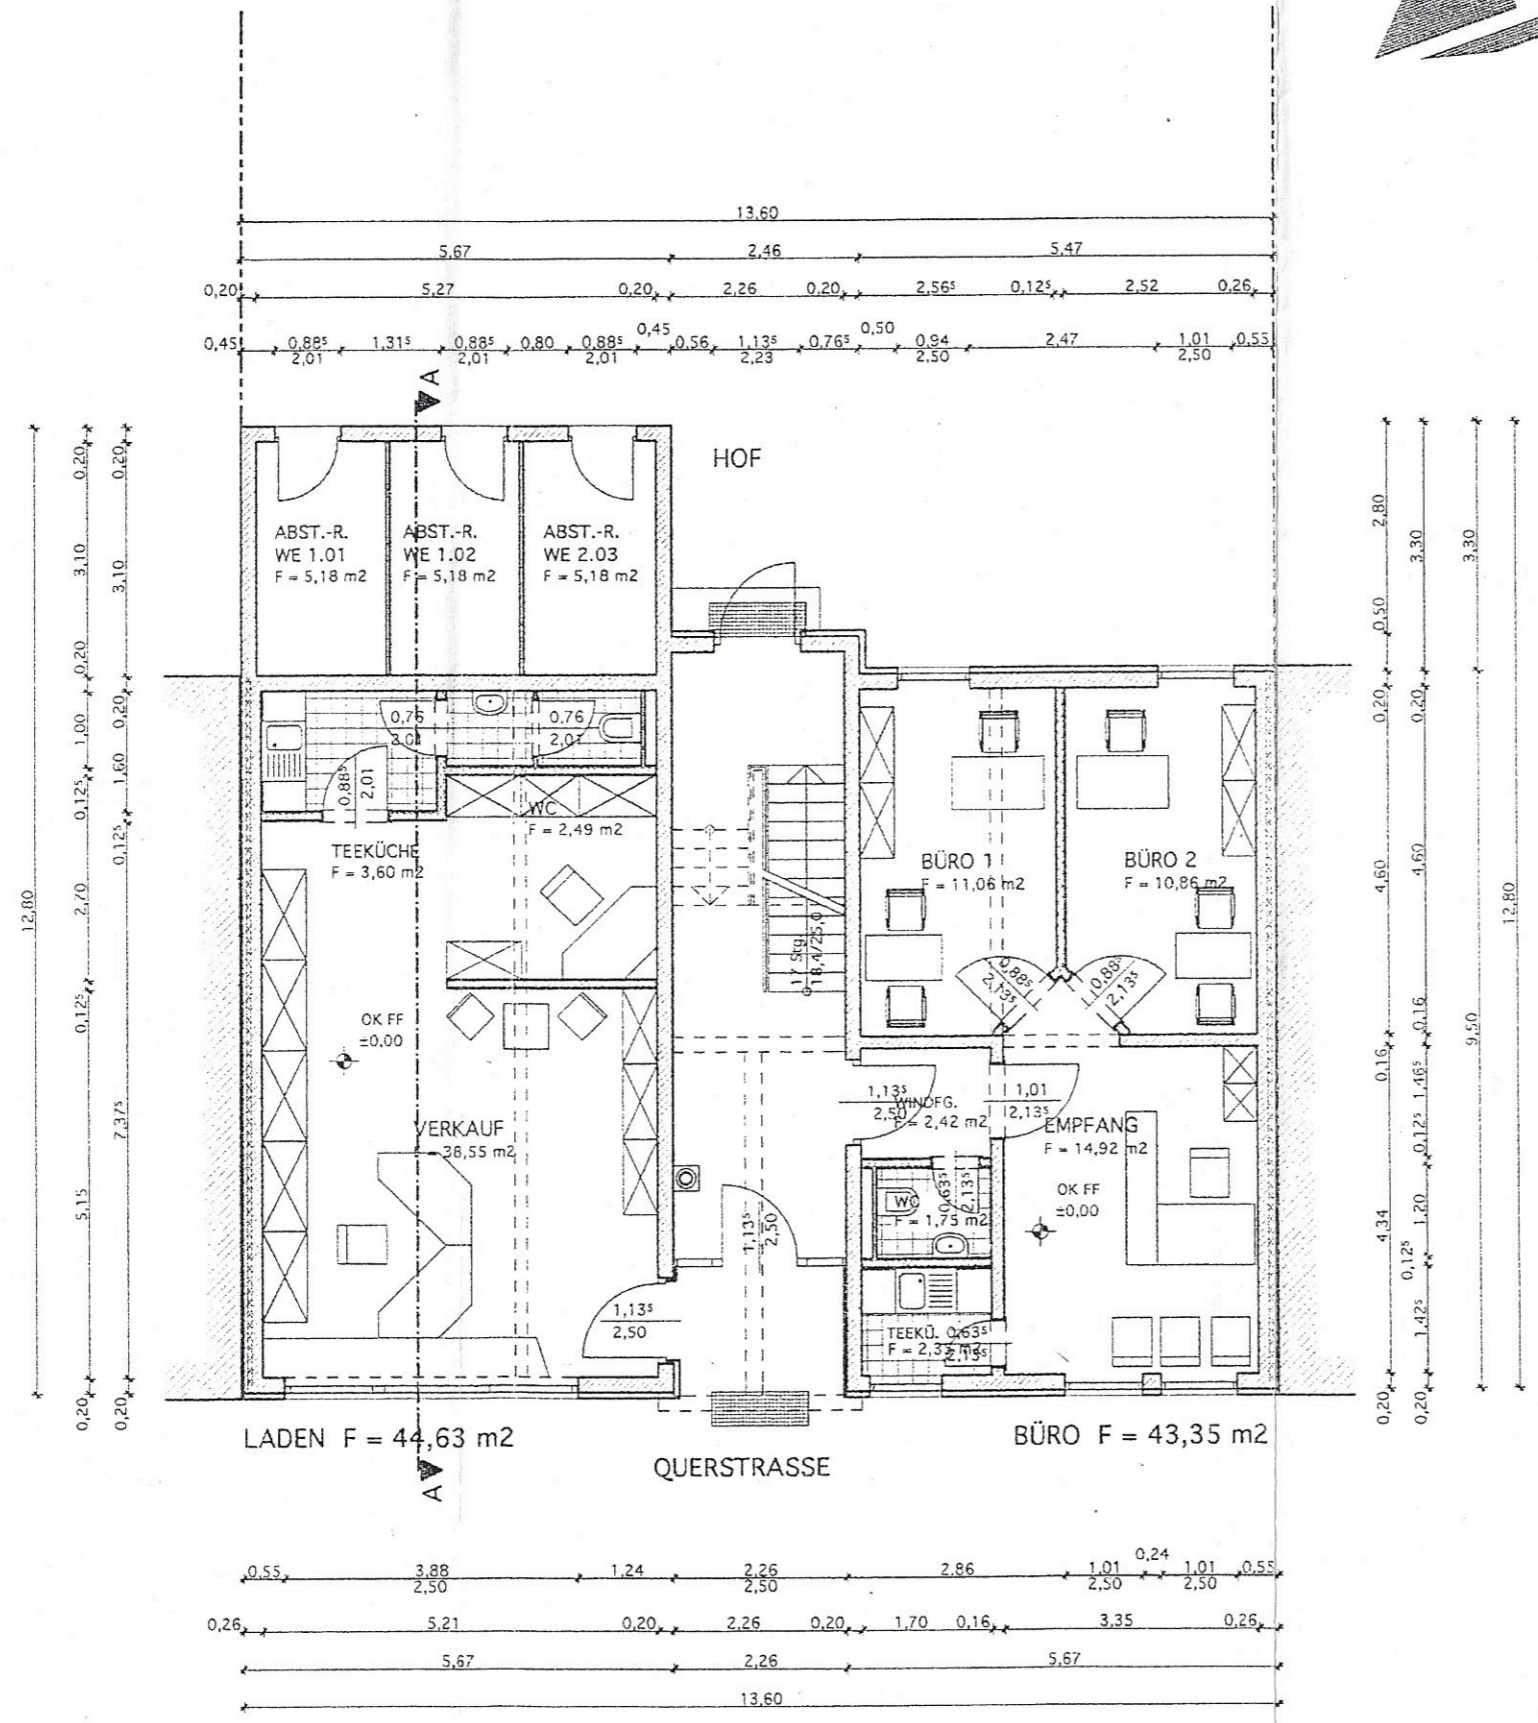 13,60
5,67 2,46 5,47
0,20 5,27 0,20 2,26 0,20 2,56⁵ 0,12⁵ 2,52 0,26
0,45 0,88⁵ 1,31⁵ 0,88⁵ 0,80 0,88⁵ 0,45 0,56 1,13⁵ 0,76⁵ 0,50 0,94 2,47 1,01 0,55
2,01 2,01 2,01 2,23 2,50 2,50
A
HOF
ABST.-R.
WE 1.01
F = 5,18 m2
ABST.-R.
WE 1.02
F = 5,18 m2
ABST.-R.
WE 2.03
F = 5,18 m2
12,80
0,20 3,10 0,20 1,00 0,12⁵ 2,70 0,12⁵ 5,15 0,20
0,20 3,10 0,20 1,60 0,12⁵ 7,37⁵ 0,20
0,76
2,01
0,76
2,01
0,88⁵
2,01
WC
F = 2,49 m2
TEEKÜCHE
F = 3,60 m2
OK FF
±0,00
VERKAUF
38,55 m2
1,13⁵
2,50
17 Stg.
18,4/25,0
1,13⁵
2,50
BÜRO 1
F = 11,06 m2
BÜRO 2
F = 10,86 m2
0,88⁵
2,13⁵
0,88⁵
2,13⁵
1,13⁵
2,50
WINDFG.
F = 2,42 m2
1,01
2,13⁵
EMPFANG
F = 14,92 m2
OK FF
±0,00
WC
F = 1,75 m2
0,63⁵
2,13⁵
TEEKÜ.
0,63⁵
2,13⁵
2,80 0,50 0,20 4,60 0,16 4,34 0,20
3,30 0,20 4,60 0,16 1,46⁵ 0,12⁵ 1,20 0,12⁵ 1,42⁵ 0,20
3,30 9,50
12,80
LADEN F = 44,63 m2
A
QUERSTRASSE
BÜRO F = 43,35 m2
0,55 3,88 1,24 2,26 2,86 1,01 0,24 1,01 0,55
2,50 2,50 2,50 2,50
0,26 5,21 0,20 2,26 0,20 1,70 0,16 3,35 0,26
5,67 2,26 5,67
13,60